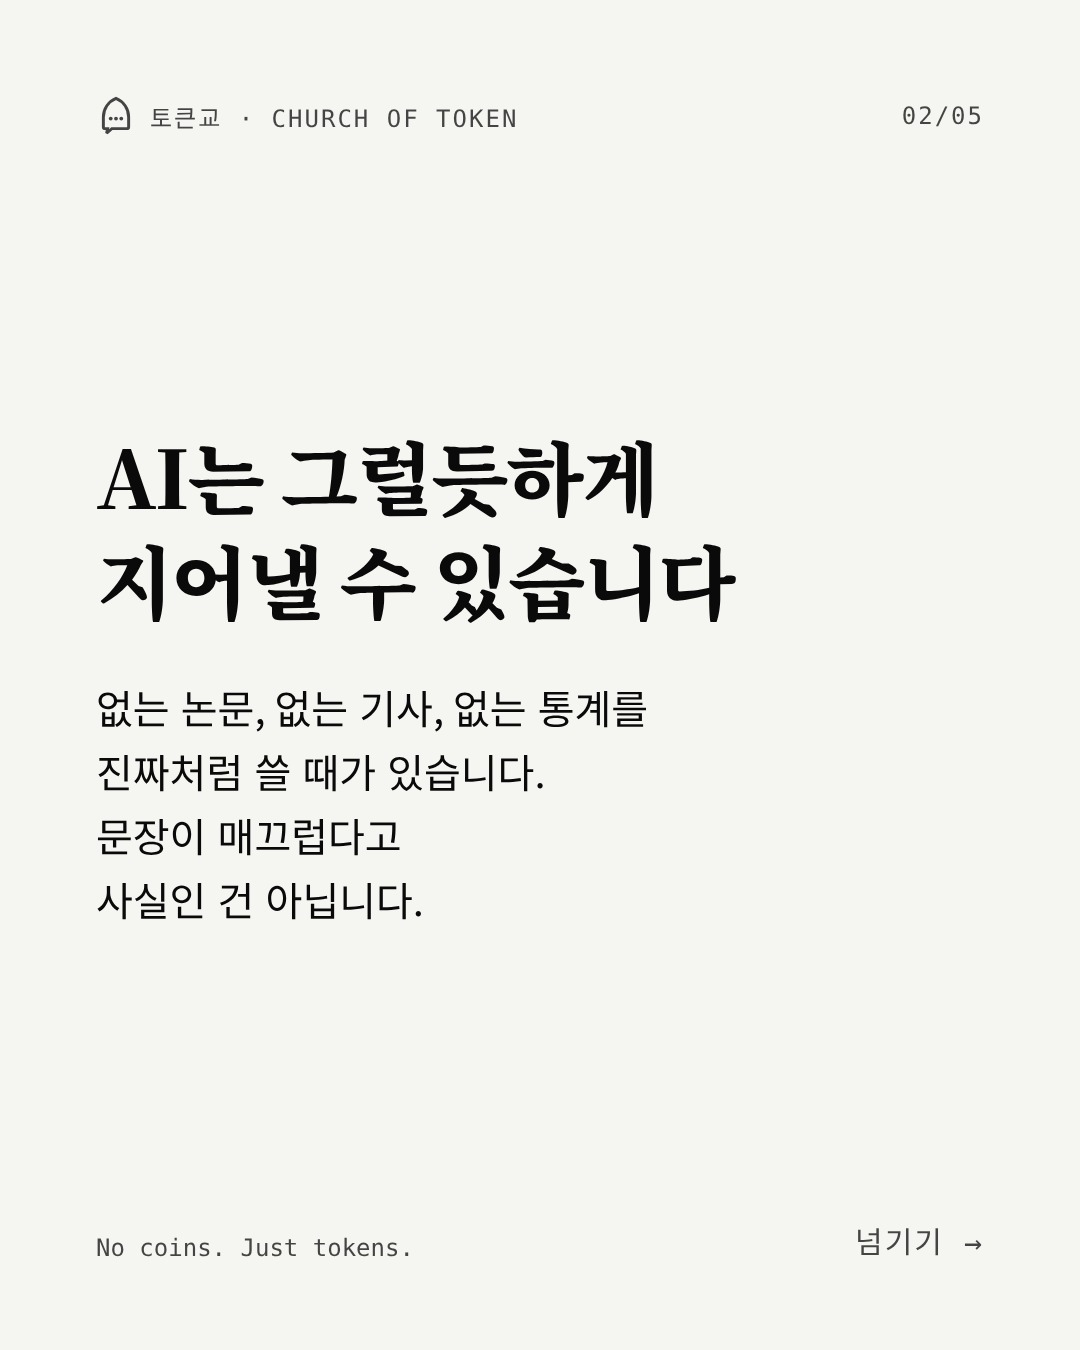 토큰교 · CHURCH OF TOKEN
02/05
AI는 그럴듯하게
지어낼 수 있습니다
없는 논문, 없는 기사, 없는 통계를
진짜처럼 쓸 때가 있습니다.
문장이 매끄럽다고
사실인 건 아닙니다.
No coins. Just tokens.
넘기기 →